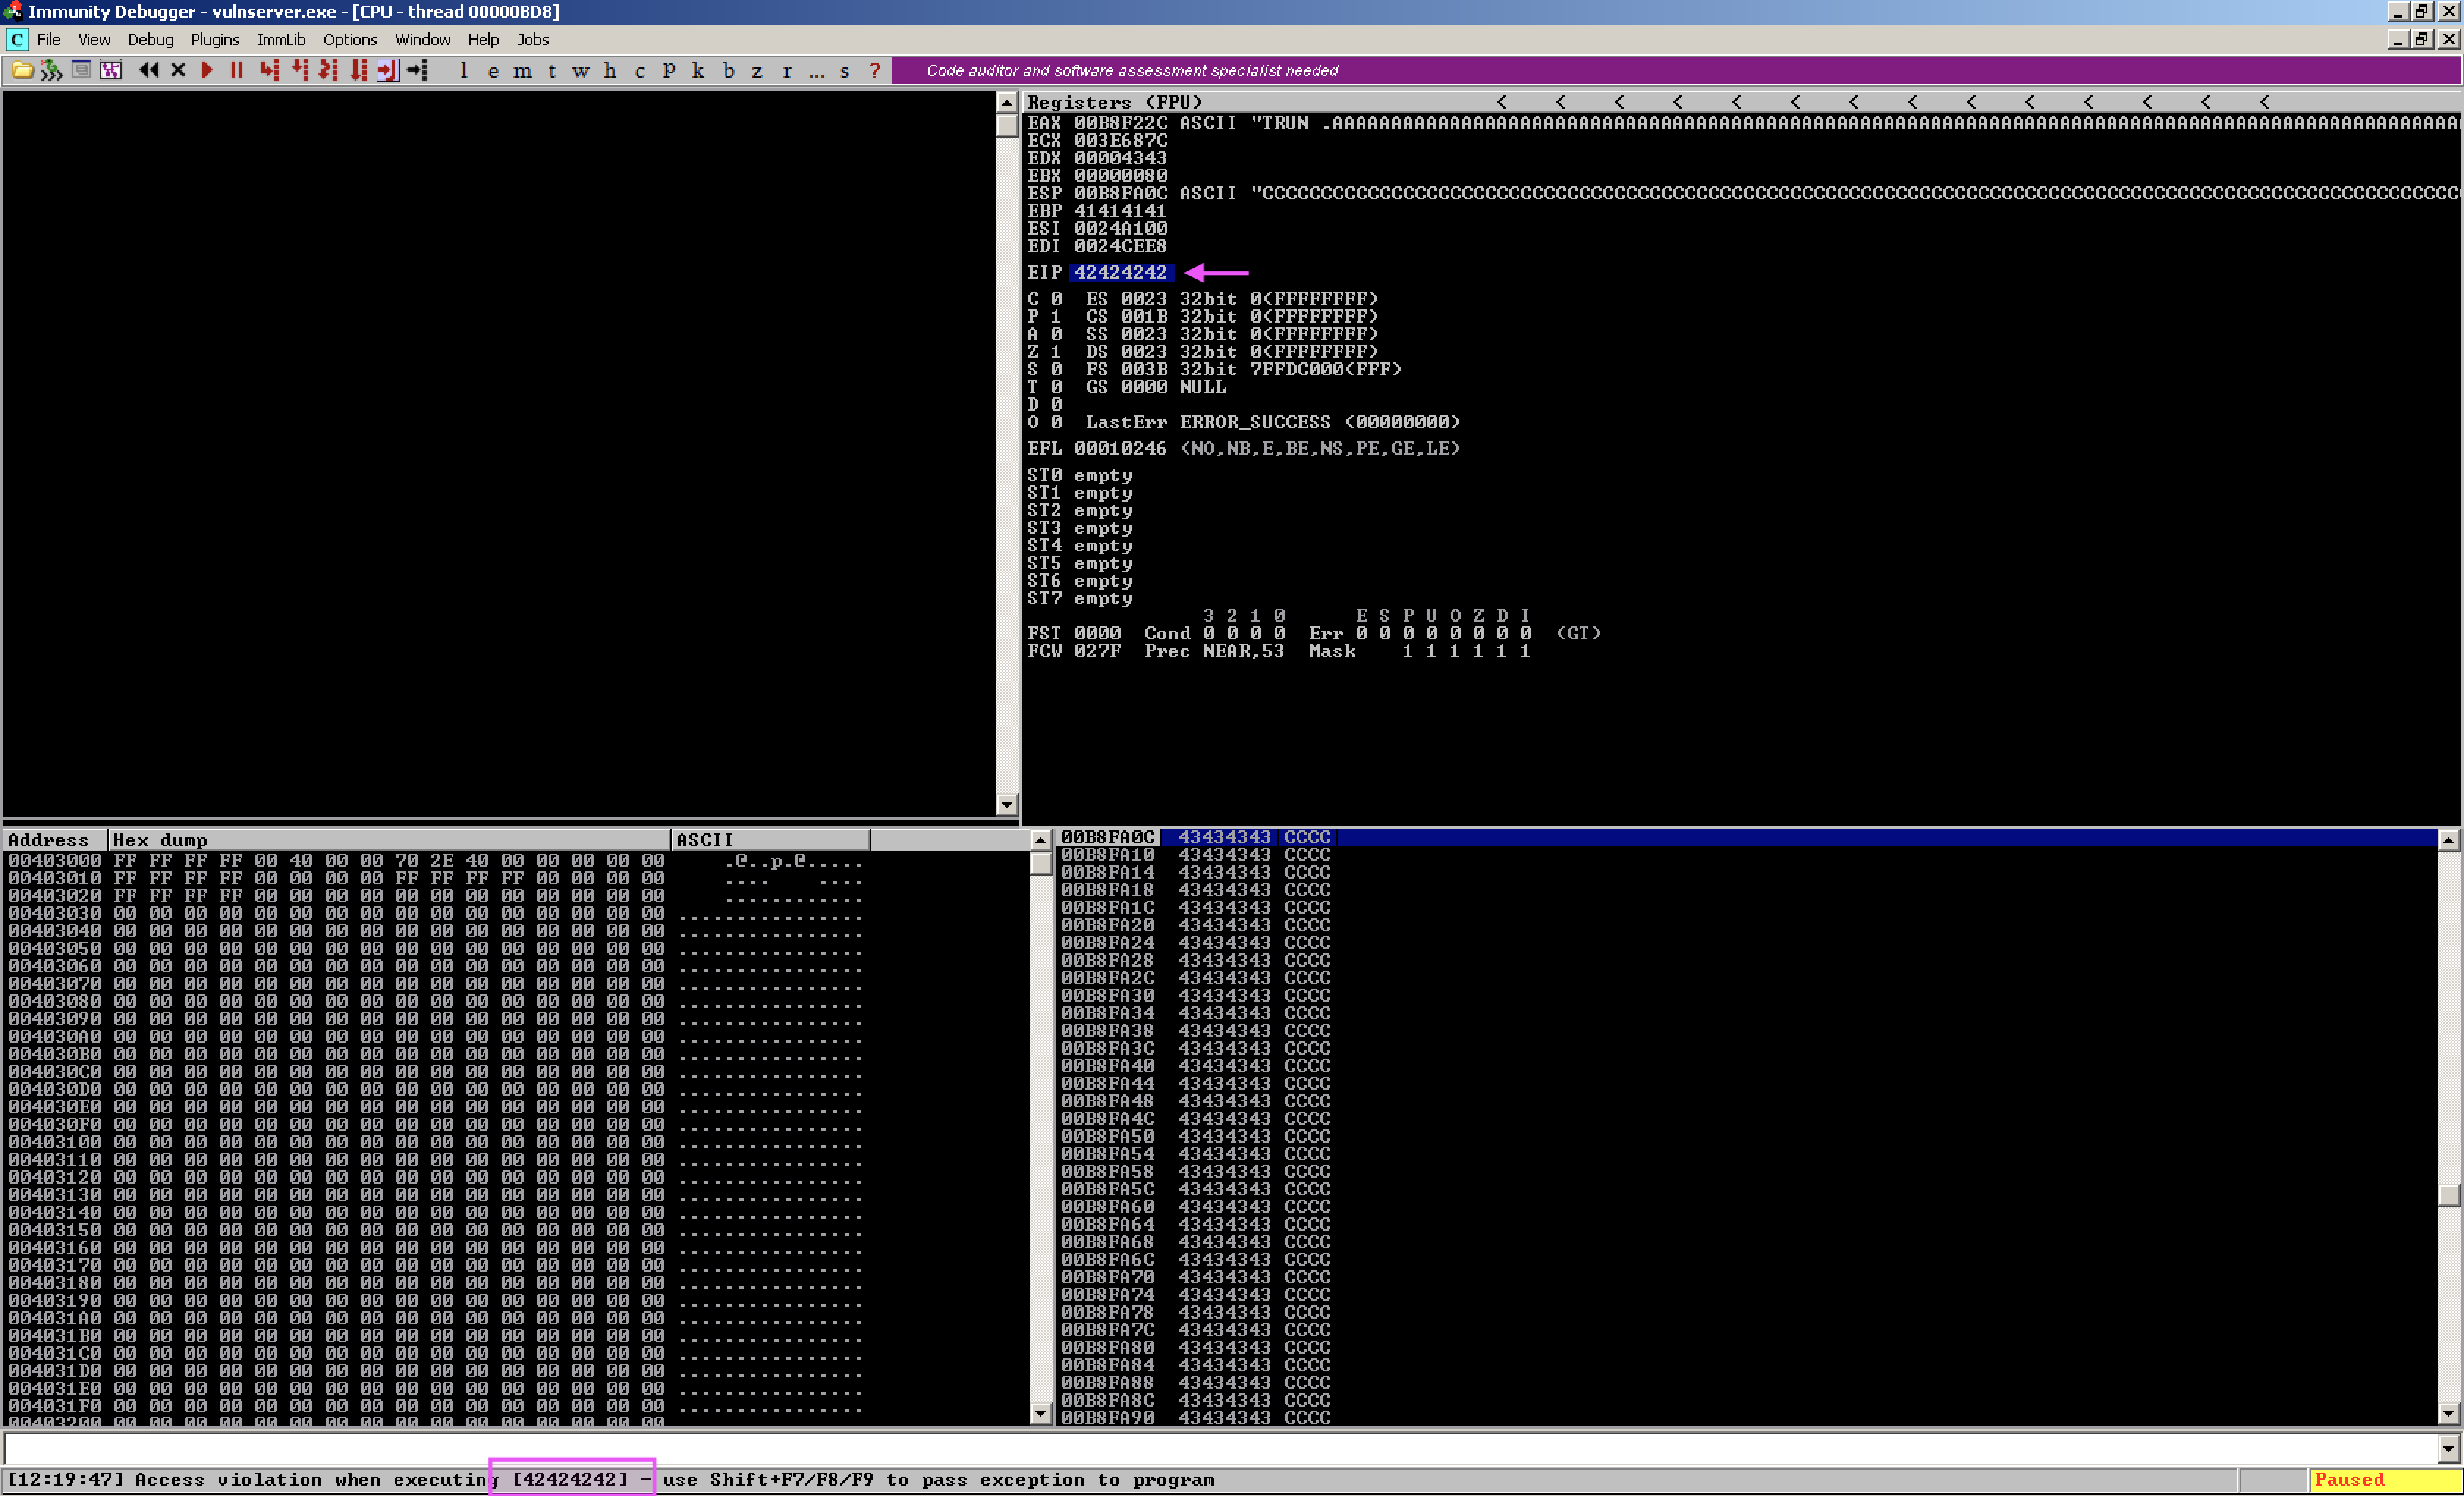 Immunity Debugger - vulnserver.exe - [CPU - thread 00000BD8]
C File View Debug Plugins ImmLib Options Window Help Jobs
l e m t w h c P k b z r ... s ? Code auditor and software assessment specialist needed
Registers (FPU) < < < < < < < < < < < < < <
EAX 00B8F22C ASCII "TRUN .AAAAAAAAAAAAAAAAAAAAAAAAAAAAAAAAAAAAAAAAAAAAAAAAAAAAAAAAAAAAAAAAAAAAAAAAAAAAAAAAAAAAAAAAAAAAAAAA
ECX 003E687C
EDX 00004343
EBX 00000080
ESP 00B8FA0C ASCII "CCCCCCCCCCCCCCCCCCCCCCCCCCCCCCCCCCCCCCCCCCCCCCCCCCCCCCCCCCCCCCCCCCCCCCCCCCCCCCCCCCCCCCCCCCCCCCCCCCCCCC
EBP 41414141
ESI 0024A100
EDI 0024CEE8
EIP 42424242
C 0 ES 0023 32bit 0(FFFFFFFF)
P 1 CS 001B 32bit 0(FFFFFFFF)
A 0 SS 0023 32bit 0(FFFFFFFF)
Z 1 DS 0023 32bit 0(FFFFFFFF)
S 0 FS 003B 32bit 7FFDC000(FFF)
T 0 GS 0000 NULL
D 0
O 0 LastErr ERROR_SUCCESS (00000000)
EFL 00010246 (NO,NB,E,BE,NS,PE,GE,LE)
ST0 empty
ST1 empty
ST2 empty
ST3 empty
ST4 empty
ST5 empty
ST6 empty
ST7 empty
3 2 1 0 E S P U O Z D I
FST 0000 Cond 0 0 0 0 Err 0 0 0 0 0 0 0 0 (GT)
FCW 027F Prec NEAR,53 Mask 1 1 1 1 1 1
Address Hex dump ASCII
00403000 FF FF FF FF 00 40 00 00 70 2E 40 00 00 00 00 00 .@..p.@.....
00403010 FF FF FF FF 00 00 00 00 FF FF FF FF 00 00 00 00 .... ....
00403020 FF FF FF FF 00 00 00 00 00 00 00 00 00 00 00 00 ............
00403030 00 00 00 00 00 00 00 00 00 00 00 00 00 00 00 00 ................
00403040 00 00 00 00 00 00 00 00 00 00 00 00 00 00 00 00 ................
00403050 00 00 00 00 00 00 00 00 00 00 00 00 00 00 00 00 ................
00403060 00 00 00 00 00 00 00 00 00 00 00 00 00 00 00 00 ................
00403070 00 00 00 00 00 00 00 00 00 00 00 00 00 00 00 00 ................
00403080 00 00 00 00 00 00 00 00 00 00 00 00 00 00 00 00 ................
00403090 00 00 00 00 00 00 00 00 00 00 00 00 00 00 00 00 ................
004030A0 00 00 00 00 00 00 00 00 00 00 00 00 00 00 00 00 ................
004030B0 00 00 00 00 00 00 00 00 00 00 00 00 00 00 00 00 ................
004030C0 00 00 00 00 00 00 00 00 00 00 00 00 00 00 00 00 ................
004030D0 00 00 00 00 00 00 00 00 00 00 00 00 00 00 00 00 ................
004030E0 00 00 00 00 00 00 00 00 00 00 00 00 00 00 00 00 ................
004030F0 00 00 00 00 00 00 00 00 00 00 00 00 00 00 00 00 ................
00403100 00 00 00 00 00 00 00 00 00 00 00 00 00 00 00 00 ................
00403110 00 00 00 00 00 00 00 00 00 00 00 00 00 00 00 00 ................
00403120 00 00 00 00 00 00 00 00 00 00 00 00 00 00 00 00 ................
00403130 00 00 00 00 00 00 00 00 00 00 00 00 00 00 00 00 ................
00403140 00 00 00 00 00 00 00 00 00 00 00 00 00 00 00 00 ................
00403150 00 00 00 00 00 00 00 00 00 00 00 00 00 00 00 00 ................
00403160 00 00 00 00 00 00 00 00 00 00 00 00 00 00 00 00 ................
00403170 00 00 00 00 00 00 00 00 00 00 00 00 00 00 00 00 ................
00403180 00 00 00 00 00 00 00 00 00 00 00 00 00 00 00 00 ................
00403190 00 00 00 00 00 00 00 00 00 00 00 00 00 00 00 00 ................
004031A0 00 00 00 00 00 00 00 00 00 00 00 00 00 00 00 00 ................
004031B0 00 00 00 00 00 00 00 00 00 00 00 00 00 00 00 00 ................
004031C0 00 00 00 00 00 00 00 00 00 00 00 00 00 00 00 00 ................
004031D0 00 00 00 00 00 00 00 00 00 00 00 00 00 00 00 00 ................
004031E0 00 00 00 00 00 00 00 00 00 00 00 00 00 00 00 00 ................
004031F0 00 00 00 00 00 00 00 00 00 00 00 00 00 00 00 00 ................
00403200 00 00 00 00 00 00 00 00 00 00 00 00 00 00 00 00
00B8FA0C 43434343 CCCC
00B8FA10 43434343 CCCC
00B8FA14 43434343 CCCC
00B8FA18 43434343 CCCC
00B8FA1C 43434343 CCCC
00B8FA20 43434343 CCCC
00B8FA24 43434343 CCCC
00B8FA28 43434343 CCCC
00B8FA2C 43434343 CCCC
00B8FA30 43434343 CCCC
00B8FA34 43434343 CCCC
00B8FA38 43434343 CCCC
00B8FA3C 43434343 CCCC
00B8FA40 43434343 CCCC
00B8FA44 43434343 CCCC
00B8FA48 43434343 CCCC
00B8FA4C 43434343 CCCC
00B8FA50 43434343 CCCC
00B8FA54 43434343 CCCC
00B8FA58 43434343 CCCC
00B8FA5C 43434343 CCCC
00B8FA60 43434343 CCCC
00B8FA64 43434343 CCCC
00B8FA68 43434343 CCCC
00B8FA6C 43434343 CCCC
00B8FA70 43434343 CCCC
00B8FA74 43434343 CCCC
00B8FA78 43434343 CCCC
00B8FA7C 43434343 CCCC
00B8FA80 43434343 CCCC
00B8FA84 43434343 CCCC
00B8FA88 43434343 CCCC
00B8FA8C 43434343 CCCC
00B8FA90 43434343 CCCC
[12:19:47] Access violation when executing [42424242] - use Shift+F7/F8/F9 to pass exception to program Paused